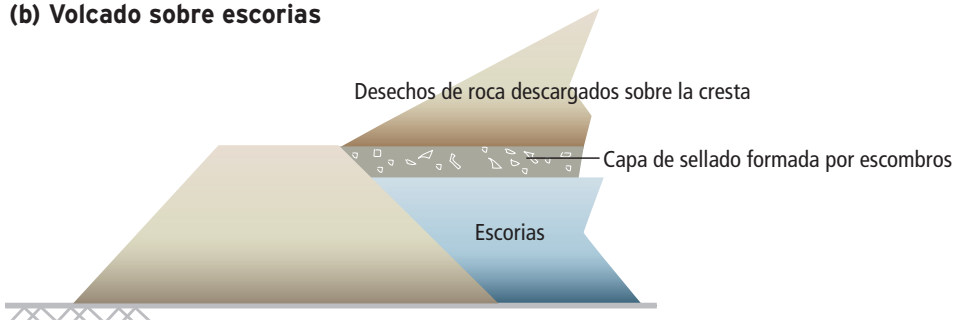 (b) Volcado sobre escorias
Desechos de roca descargados sobre la cresta
Capa de sellado formada por escombros
Escorias